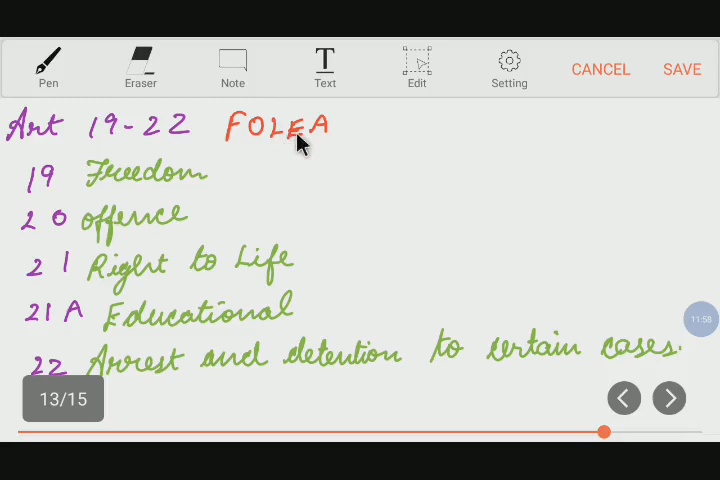 Pen Eraser Note Text Edit Setting CANCEL SAVE
Art 19-22 FOLEA
19 Freedom
20 offence
21 Right to Life
11:58
21 A Educational
22 Arrest and detention to certain cases.
13/15